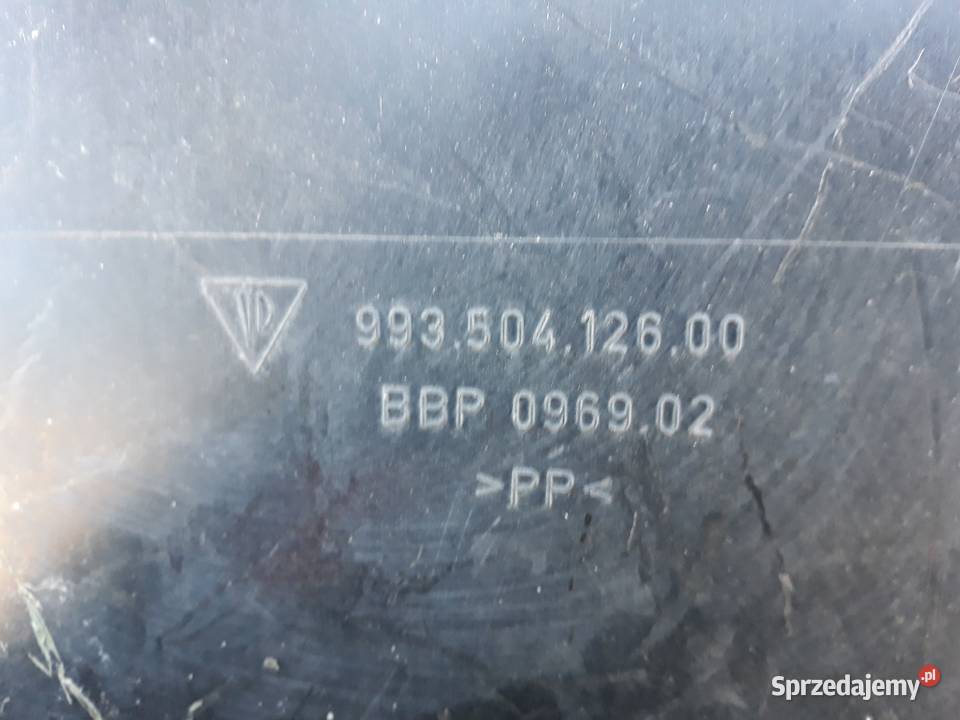 993.504.126.00
BBP 0969.02
>PP<
Sprzedajemy.pl